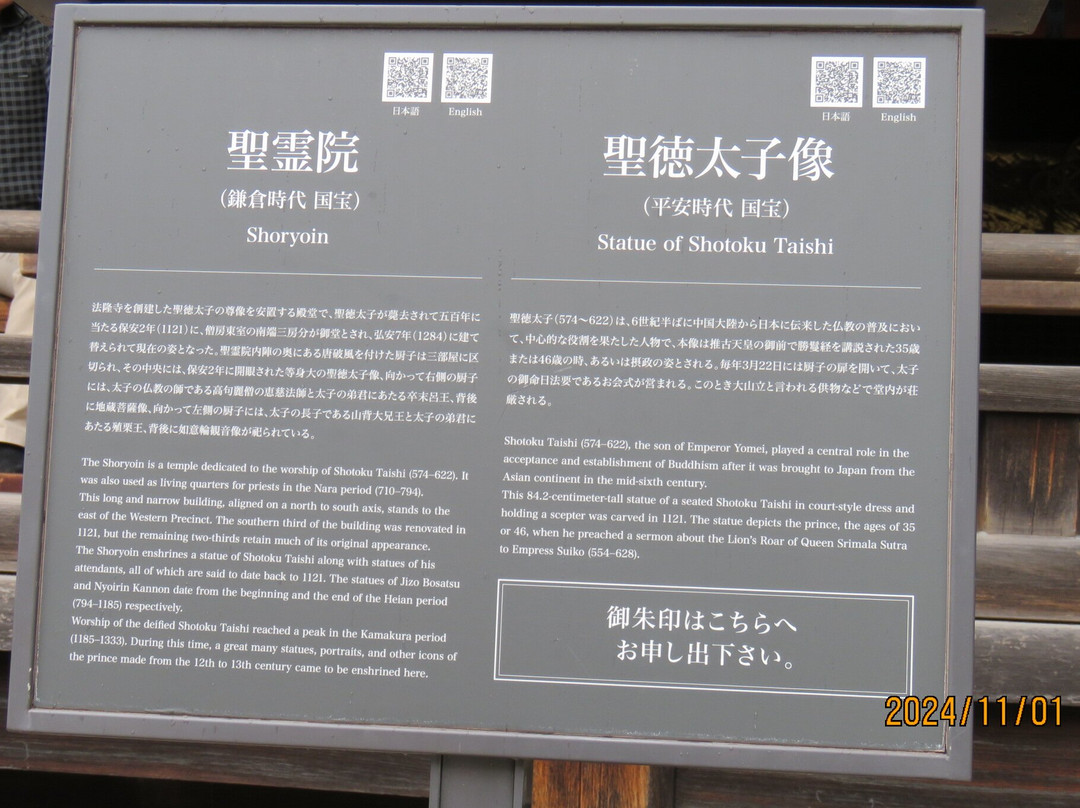 日本語 English
聖霊院
(鎌倉時代 国宝)
Shoryoin
法隆寺を創建した聖徳太子の尊像を安置する殿堂で、聖徳太子が薨去されて五百年に
当たる保安2年(1121)に、僧房東室の南端三房分が御堂とされ、弘安7年(1284)に建て
替えられて現在の姿となった。聖霊院内陣の奥にある唐破風を付けた厨子は三部屋に区
切られ、その中央には、保安2年に開眼された等身大の聖徳太子像、向かって右側の厨子
には、太子の仏教の師である高句麗僧の恵慈法師と太子の弟君にあたる卒末呂王、背後
に地蔵菩薩像、向かって左側の厨子には、太子の長子である山背大兄王と太子の弟君に
あたる殖栗王、背後に如意輪観音像が祀られている。
The Shoryoin is a temple dedicated to the worship of Shotoku Taishi (574–622). It
was also used as living quarters for priests in the Nara period (710–794).
This long and narrow building, aligned on a north to south axis, stands to the
east of the Western Precinct. The southern third of the building was renovated in
1121, but the remaining two-thirds retain much of its original appearance.
The Shoryoin enshrines a statue of Shotoku Taishi along with statues of his
attendants, all of which are said to date back to 1121. The statues of Jizo Bosatsu
and Nyoirin Kannon date from the beginning and the end of the Heian period
(794–1185) respectively.
Worship of the deified Shotoku Taishi reached a peak in the Kamakura period
(1185–1333). During this time, a great many statues, portraits, and other icons of
the prince made from the 12th to 13th century came to be enshrined here.
日本語 English
聖徳太子像
(平安時代 国宝)
Statue of Shotoku Taishi
聖徳太子(574〜622)は、6世紀半ばに中国大陸から日本に伝来した仏教の普及におい
て、中心的な役割を果たした人物で、本像は推古天皇の御前で勝鬘経を講説された35歳
または46歳の時、あるいは摂政の姿とされる。毎年3月22日には厨子の扉を開いて、太子
の御命日法要であるお会式が営まれる。このとき大山立と言われる供物などで堂内が荘
厳される。
Shotoku Taishi (574–622), the son of Emperor Yomei, played a central role in the
acceptance and establishment of Buddhism after it was brought to Japan from the
Asian continent in the mid-sixth century.
This 84.2-centimeter-tall statue of a seated Shotoku Taishi in court-style dress and
holding a scepter was carved in 1121. The statue depicts the prince, the ages of 35
or 46, when he preached a sermon about the Lion's Roar of Queen Srimala Sutra
to Empress Suiko (554–628).
御朱印はこちらへ
お申し出下さい。
2024/11/01